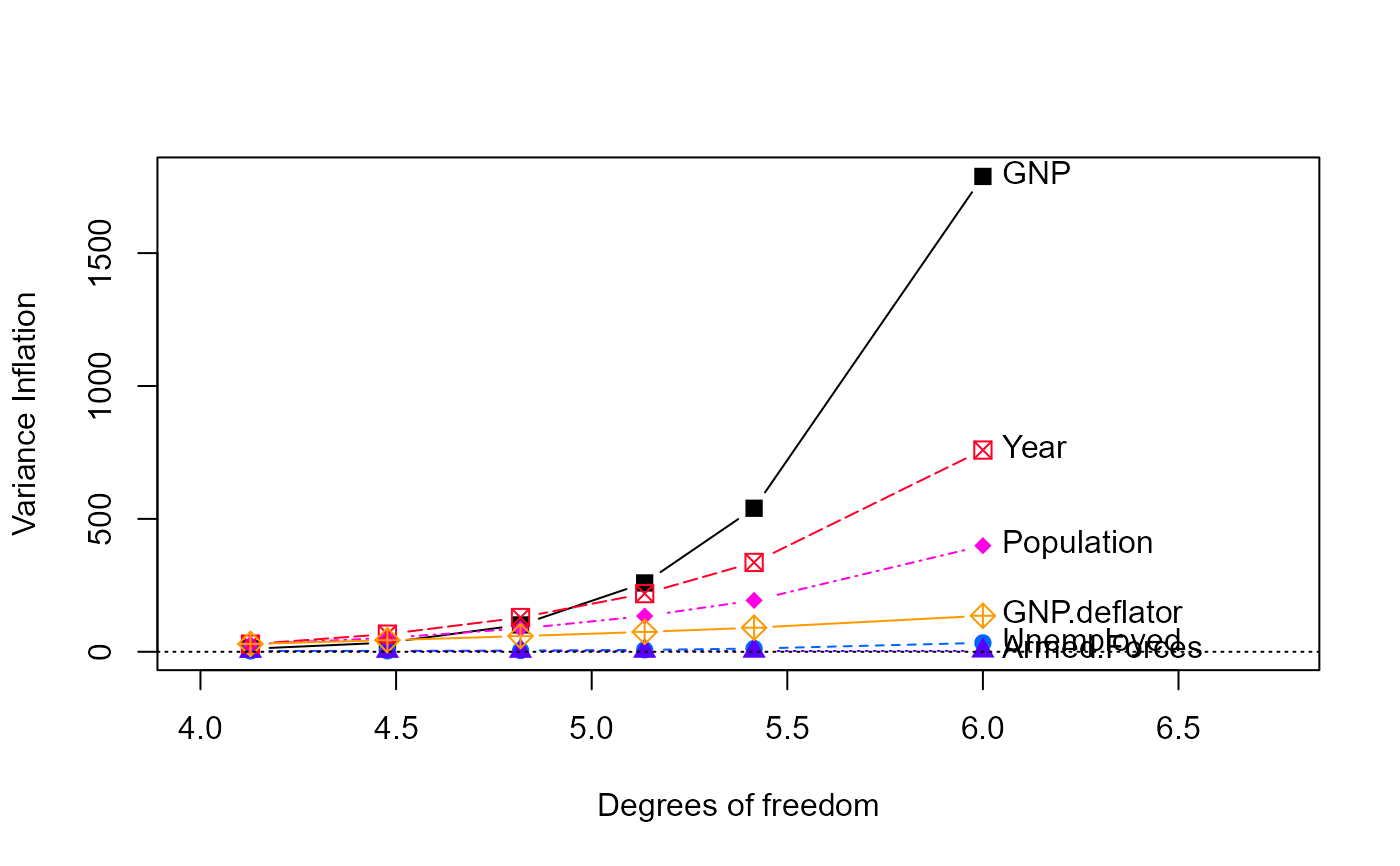 GNP
Year
Population
GNP.deflator
Unemployed
Armed.Forces
Variance Inflation
0
500
1000
1500
4.0 4.5 5.0 5.5 6.0 6.5
Degrees of freedom